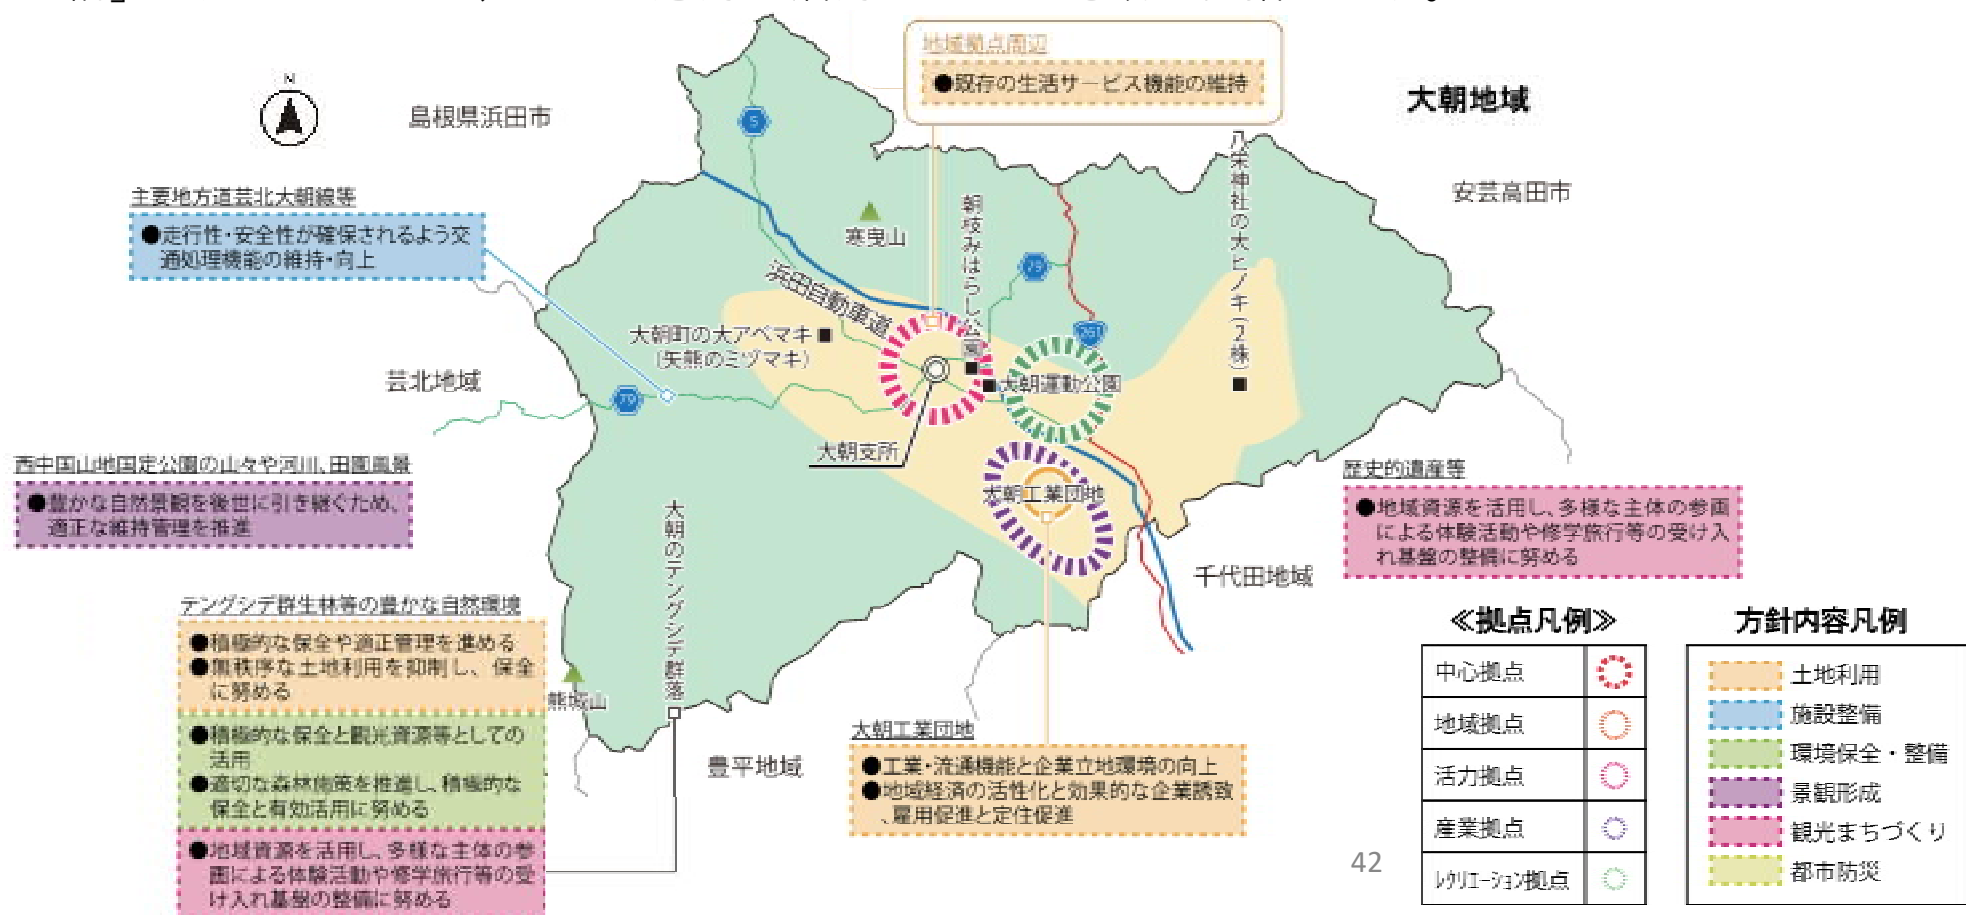 地域拠点周辺
●既存の生活サービス機能の維持
大朝地域
N
島根県浜田市
5
八栄神社の大ヒノキ(2株)
安芸高田市
主要地方道芸北大朝線等
●走行性・安全性が確保されるよう交
通処理機能の維持・向上
朝枝みはらし公園
寒曳山
79
浜田自動車道
261
大朝町の大アベマキ
(矢熊のミヅマキ)
大朝運動公園
芸北地域
79
大朝支所
西中国山地国定公園の山々や河川、田園風景
●豊かな自然景観を後世に引き継ぐため、
適正な維持管理を推進
大朝工業団地
歴史的遺産等
●地域資源を活用し、多様な主体の参画
による体験活動や修学旅行等の受け入
れ基盤の整備に努める
大朝のテングシデ群落
千代田地域
テングシデ群生林等の豊かな自然環境
●積極的な保全や適正管理を進める
●無秩序な土地利用を抑制し、保全
に努める
●積極的な保全と観光資源等としての
活用
●適切な森林施策を推進し、積極的な
保全と有効活用に努める
●地域資源を活用し、多様な主体の参
画による体験活動や修学旅行等の受
け入れ基盤の整備に努める
熊城山
豊平地域
大朝工業団地
●工業・流通機能と企業立地環境の向上
●地域経済の活性化と効果的な企業誘致
、雇用促進と定住促進
42
≪拠点凡例≫
中心拠点
地域拠点
活力拠点
産業拠点
ﾚｸﾘｴｰｼｮﾝ拠点
方針内容凡例
土地利用
施設整備
環境保全・整備
景観形成
観光まちづくり
都市防災